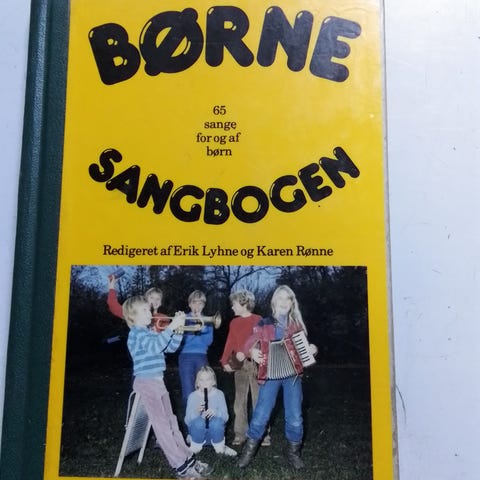 BØRNE
65
sange
for og af
børn
SANGBOGEN
Redigeret af Erik Lyhne og Karen Rønne